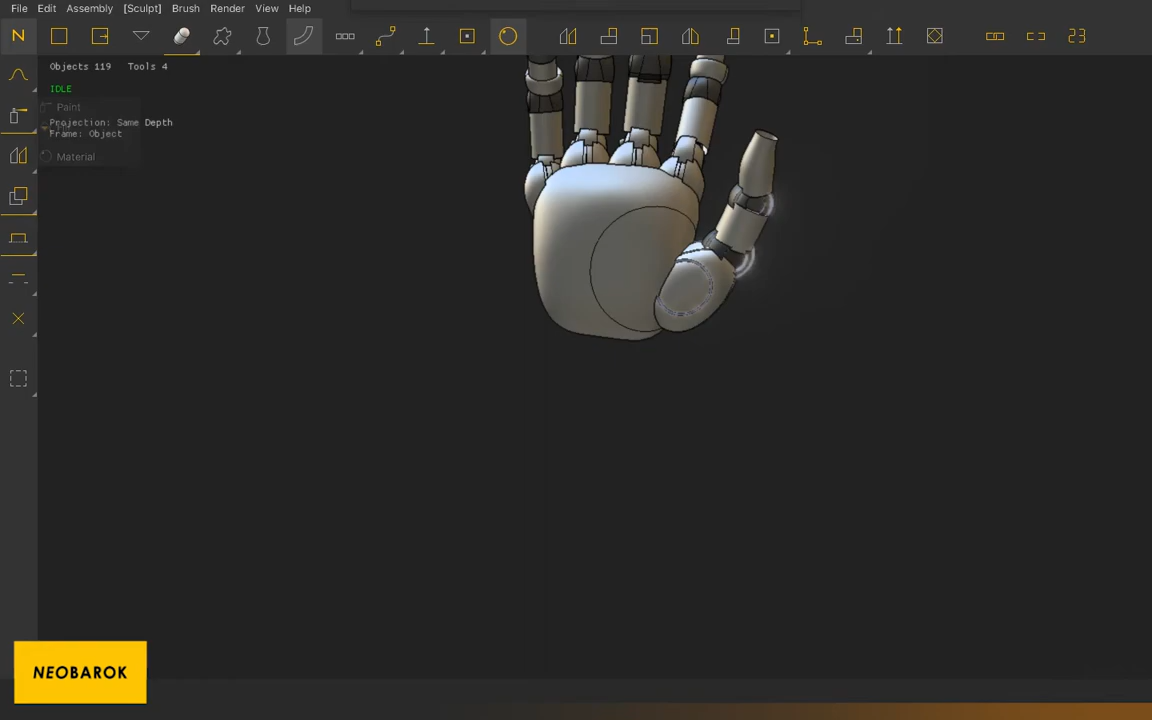 File Edit Assembly [Sculpt] Brush Render View Help
N
23
Objects 119 Tools 4
IDLE
Paint
Projection: Same Depth
Frame: Object
Material
NEOBAROK